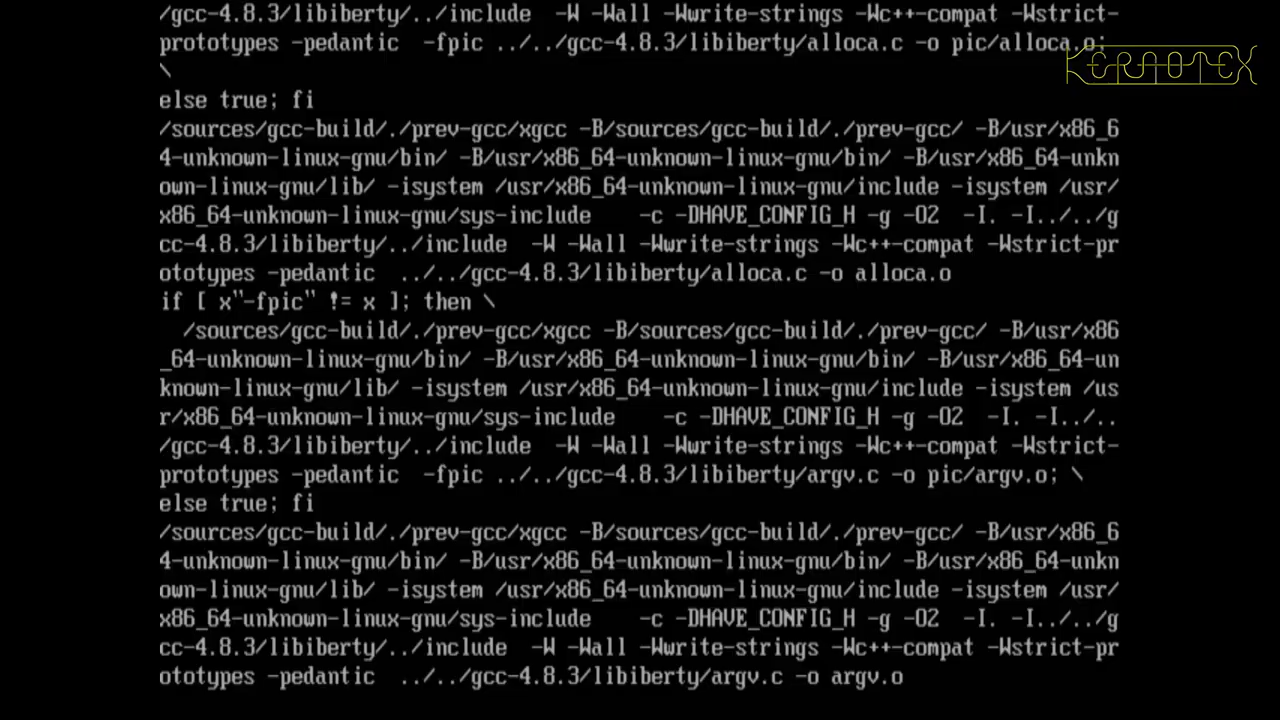 /gcc-4.8.3/libiberty/../include  -W -Wall -Wwrite-strings -Wc++-compat -Wstrict-
prototypes -pedantic  -fpic ../../gcc-4.8.3/libiberty/alloca.c -o pic/alloca.o;
\
else true; fi
/sources/gcc-build/./prev-gcc/xgcc -B/sources/gcc-build/./prev-gcc/ -B/usr/x86_6
4-unknown-linux-gnu/bin/ -B/usr/x86_64-unknown-linux-gnu/bin/ -B/usr/x86_64-unkn
own-linux-gnu/lib/ -isystem /usr/x86_64-unknown-linux-gnu/include -isystem /usr/
x86_64-unknown-linux-gnu/sys-include    -c -DHAVE_CONFIG_H -g -O2  -I. -I../../g
cc-4.8.3/libiberty/../include  -W -Wall -Wwrite-strings -Wc++-compat -Wstrict-pr
ototypes -pedantic  ../../gcc-4.8.3/libiberty/alloca.c -o alloca.o
if [ x"-fpic" != x ]; then \
  /sources/gcc-build/./prev-gcc/xgcc -B/sources/gcc-build/./prev-gcc/ -B/usr/x86
_64-unknown-linux-gnu/bin/ -B/usr/x86_64-unknown-linux-gnu/bin/ -B/usr/x86_64-un
known-linux-gnu/lib/ -isystem /usr/x86_64-unknown-linux-gnu/include -isystem /us
r/x86_64-unknown-linux-gnu/sys-include    -c -DHAVE_CONFIG_H -g -O2  -I. -I../..
/gcc-4.8.3/libiberty/../include  -W -Wall -Wwrite-strings -Wc++-compat -Wstrict-
prototypes -pedantic  -fpic ../../gcc-4.8.3/libiberty/argv.c -o pic/argv.o; \
else true; fi
/sources/gcc-build/./prev-gcc/xgcc -B/sources/gcc-build/./prev-gcc/ -B/usr/x86_6
4-unknown-linux-gnu/bin/ -B/usr/x86_64-unknown-linux-gnu/bin/ -B/usr/x86_64-unkn
own-linux-gnu/lib/ -isystem /usr/x86_64-unknown-linux-gnu/include -isystem /usr/
x86_64-unknown-linux-gnu/sys-include    -c -DHAVE_CONFIG_H -g -O2  -I. -I../../g
cc-4.8.3/libiberty/../include  -W -Wall -Wwrite-strings -Wc++-compat -Wstrict-pr
ototypes -pedantic  ../../gcc-4.8.3/libiberty/argv.c -o argv.o